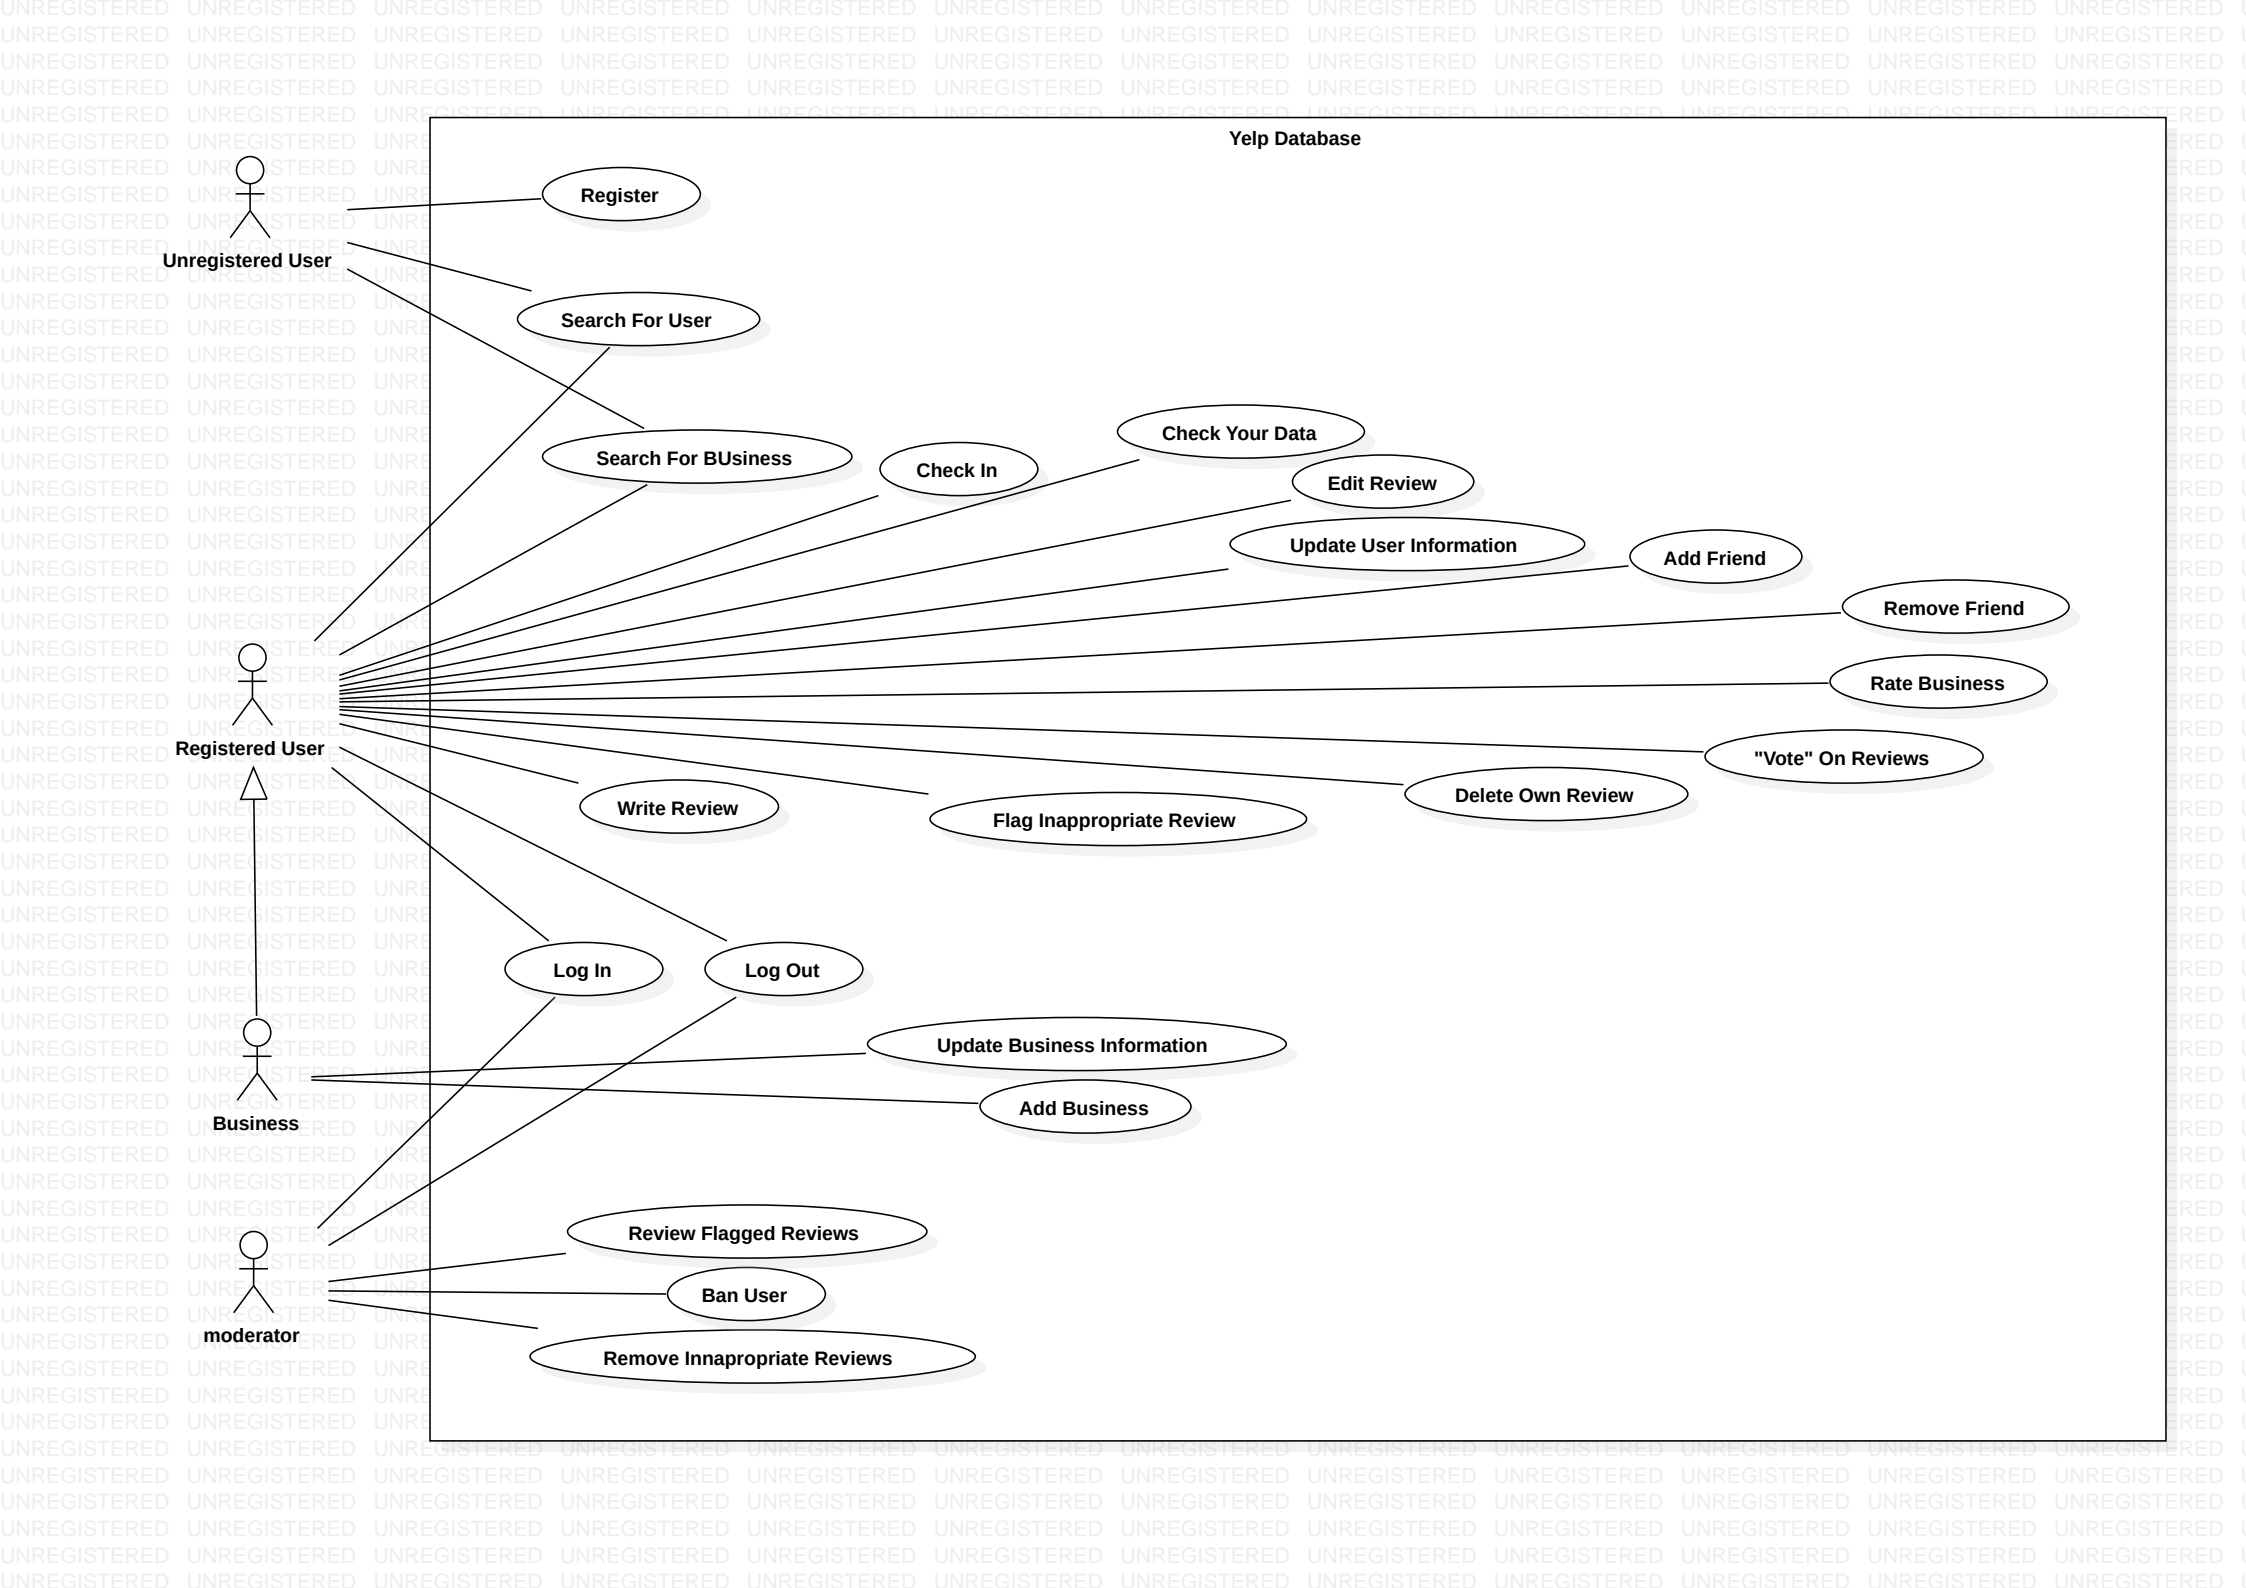 Yelp Database
Register
Unregistered User
Search For User
Check Your Data
Search For BUsiness
Check In
Edit Review
Update User Information
Add Friend
Remove Friend
Rate Business
Registered User
"Vote" On Reviews
Delete Own Review
Write Review
Flag Inappropriate Review
Log In
Log Out
Update Business Information
Add Business
Business
Review Flagged Reviews
Ban User
moderator
Remove Innapropriate Reviews
UNREGISTERED